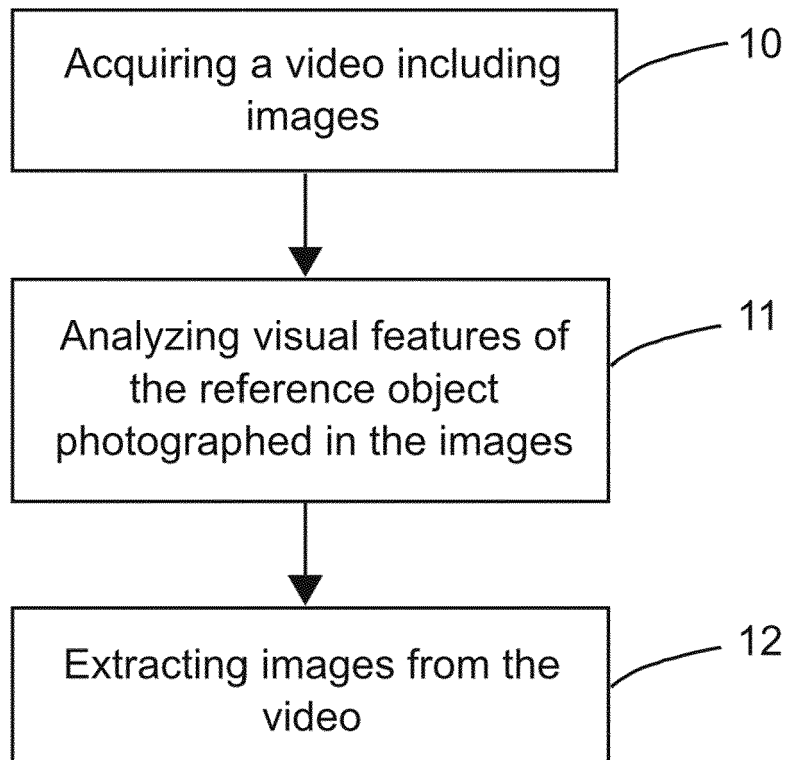 Acquiring a video including
images
10
Analyzing visual features of
the reference object
photographed in the images
11
Extracting images from the
video
12